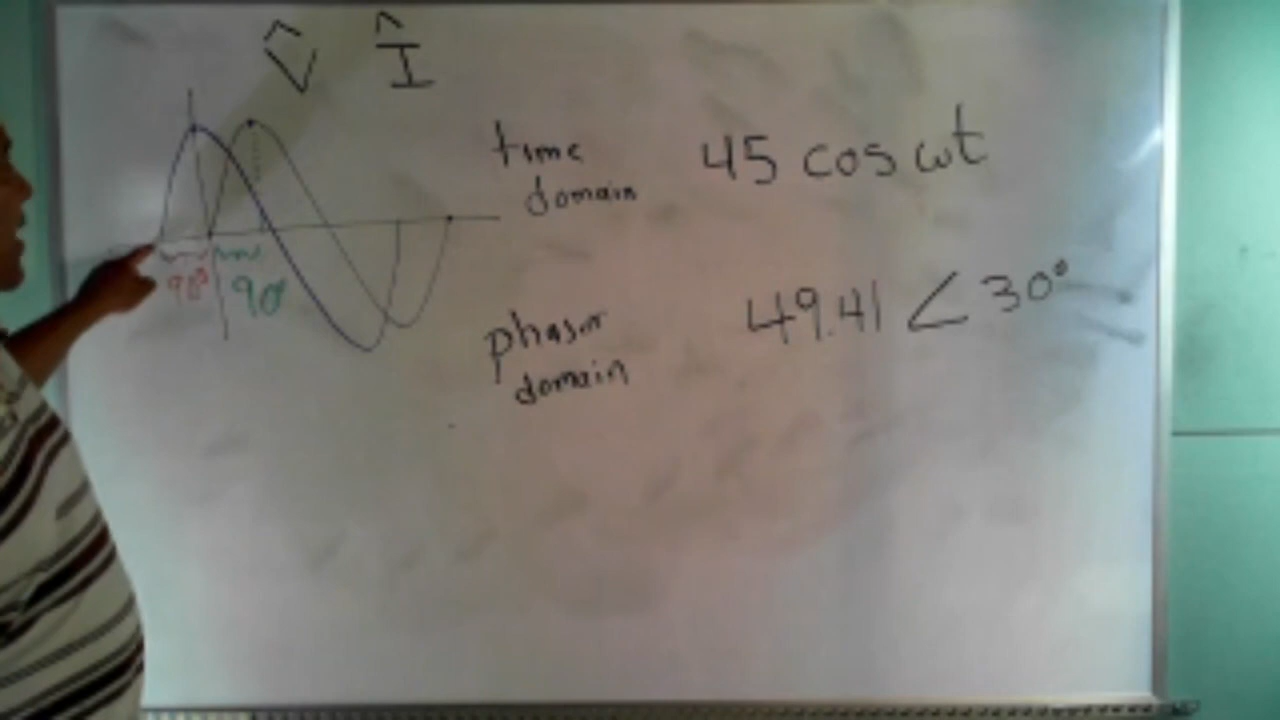 V̂ Î
time domain
45 cos ωt
90° 90°
phasor domain
49.41 ∠30°